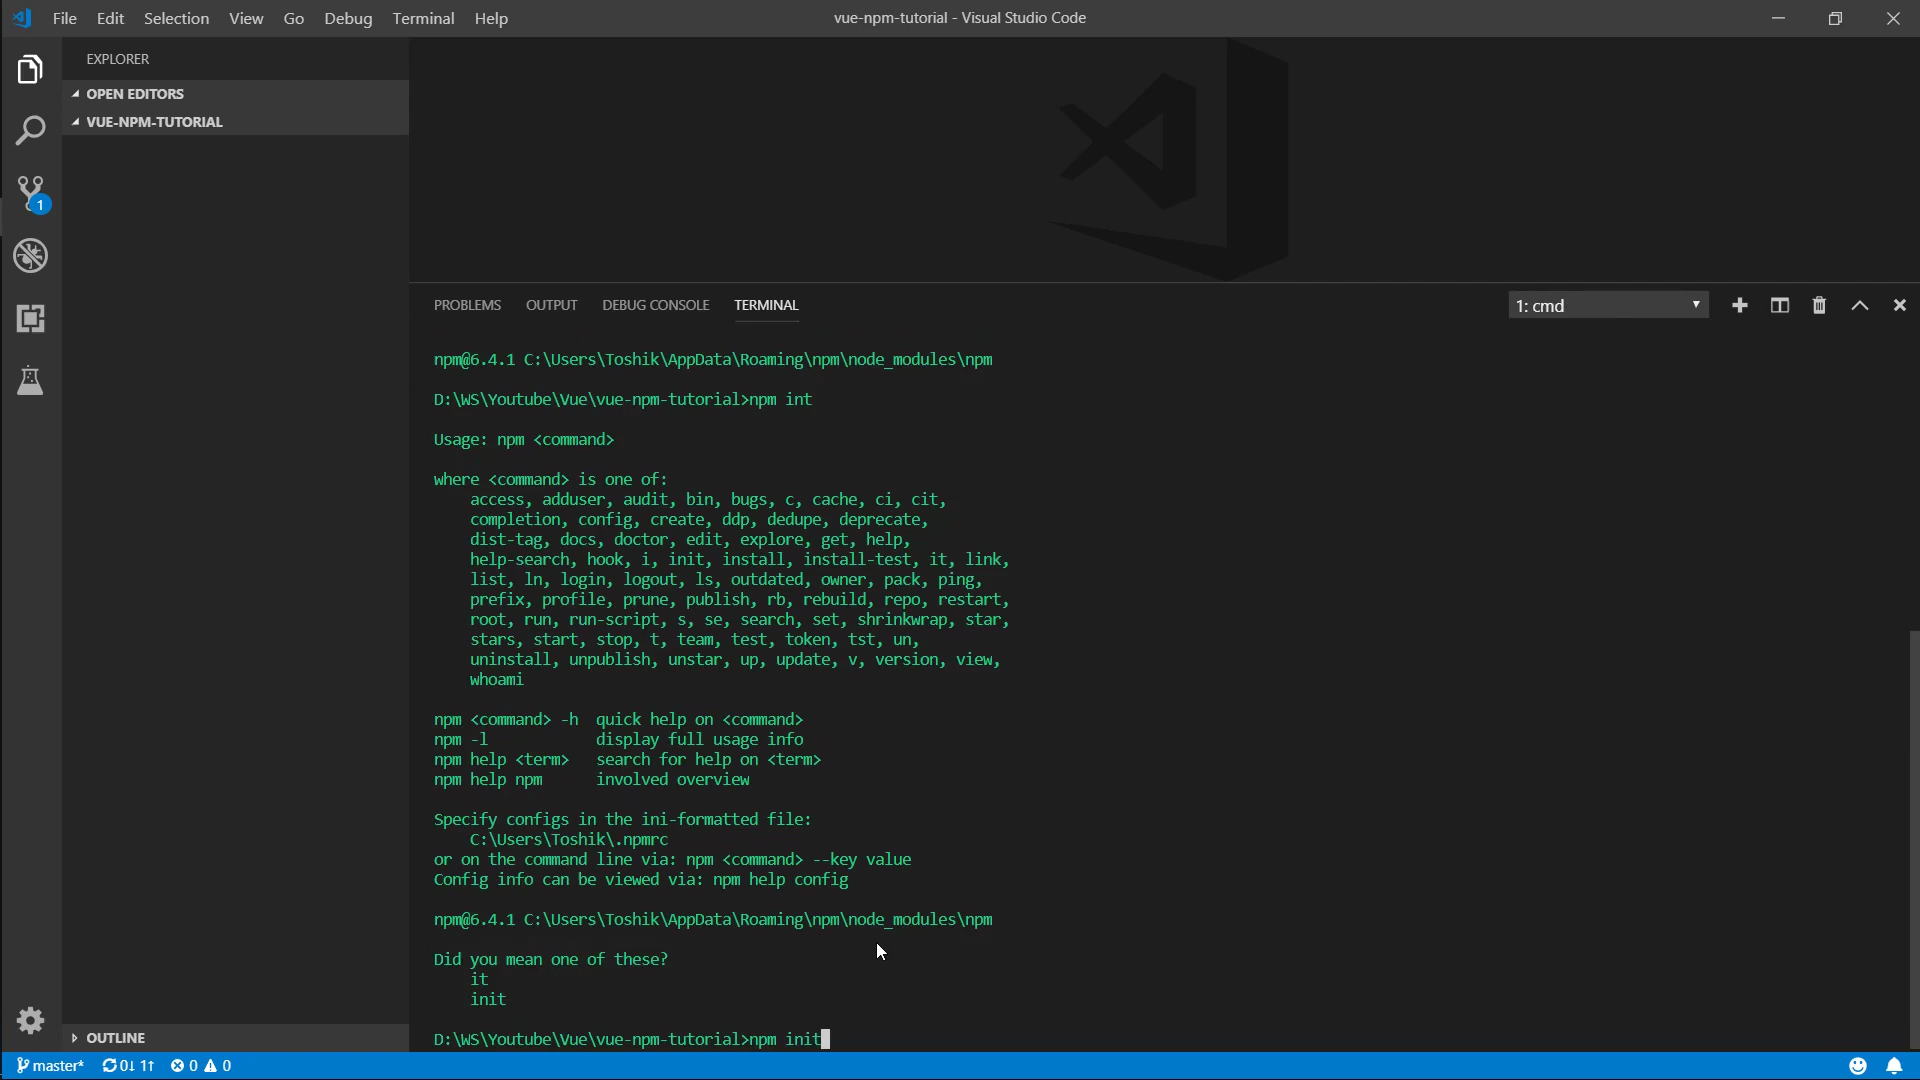 File Edit Selection View Go Debug Terminal Help
vue-npm-tutorial - Visual Studio Code
EXPLORER
OPEN EDITORS
VUE-NPM-TUTORIAL
1
PROBLEMS OUTPUT DEBUG CONSOLE TERMINAL
1: cmd
npm@6.4.1 C:\Users\Toshik\AppData\Roaming\npm\node_modules\npm
D:\WS\Youtube\Vue\vue-npm-tutorial>npm int
Usage: npm <command>
where <command> is one of:
access, adduser, audit, bin, bugs, c, cache, ci, cit,
completion, config, create, ddp, dedupe, deprecate,
dist-tag, docs, doctor, edit, explore, get, help,
help-search, hook, i, init, install, install-test, it, link,
list, ln, login, logout, ls, outdated, owner, pack, ping,
prefix, profile, prune, publish, rb, rebuild, repo, restart,
root, run, run-script, s, se, search, set, shrinkwrap, star,
stars, start, stop, t, team, test, token, tst, un,
uninstall, unpublish, unstar, up, update, v, version, view,
whoami
npm <command> -h quick help on <command>
npm -l display full usage info
npm help <term> search for help on <term>
npm help npm involved overview
Specify configs in the ini-formatted file:
C:\Users\Toshik\.npmrc
or on the command line via: npm <command> --key value
Config info can be viewed via: npm help config
npm@6.4.1 C:\Users\Toshik\AppData\Roaming\npm\node_modules\npm
Did you mean one of these?
it
init
D:\WS\Youtube\Vue\vue-npm-tutorial>npm init
OUTLINE
master* 0↓ 1↑ 0 0